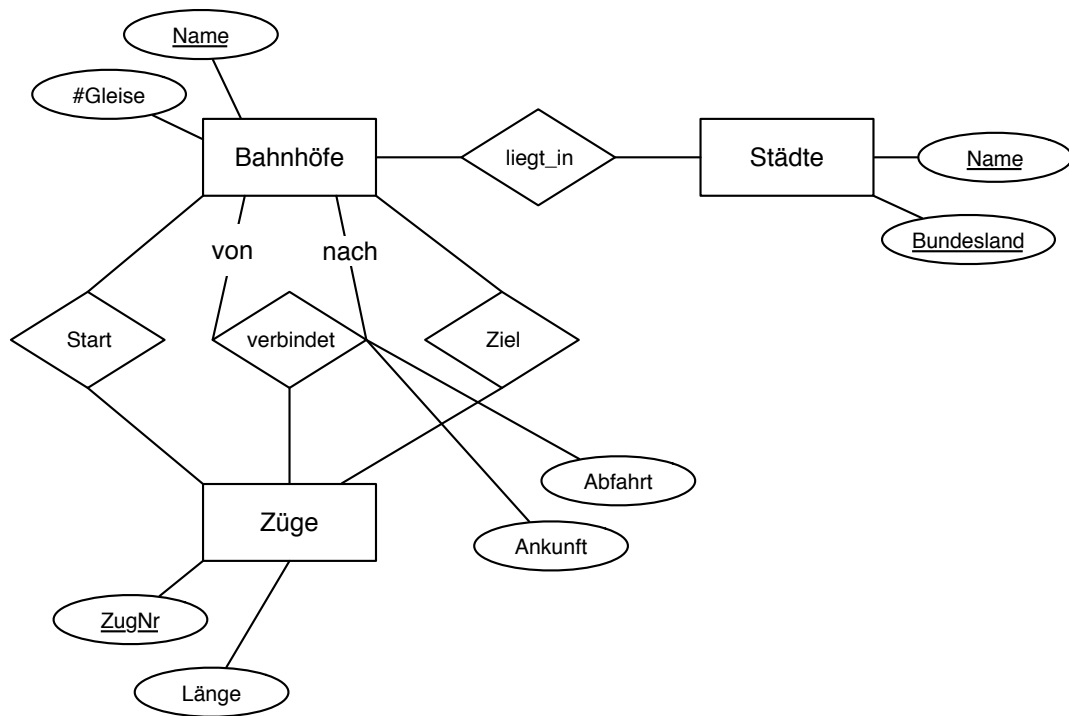 Name
#Gleise
Bahnhöfe
liegt_in
Städte
Name
Bundesland
von
nach
Start
verbindet
Ziel
Abfahrt
Züge
Ankunft
ZugNr
Länge